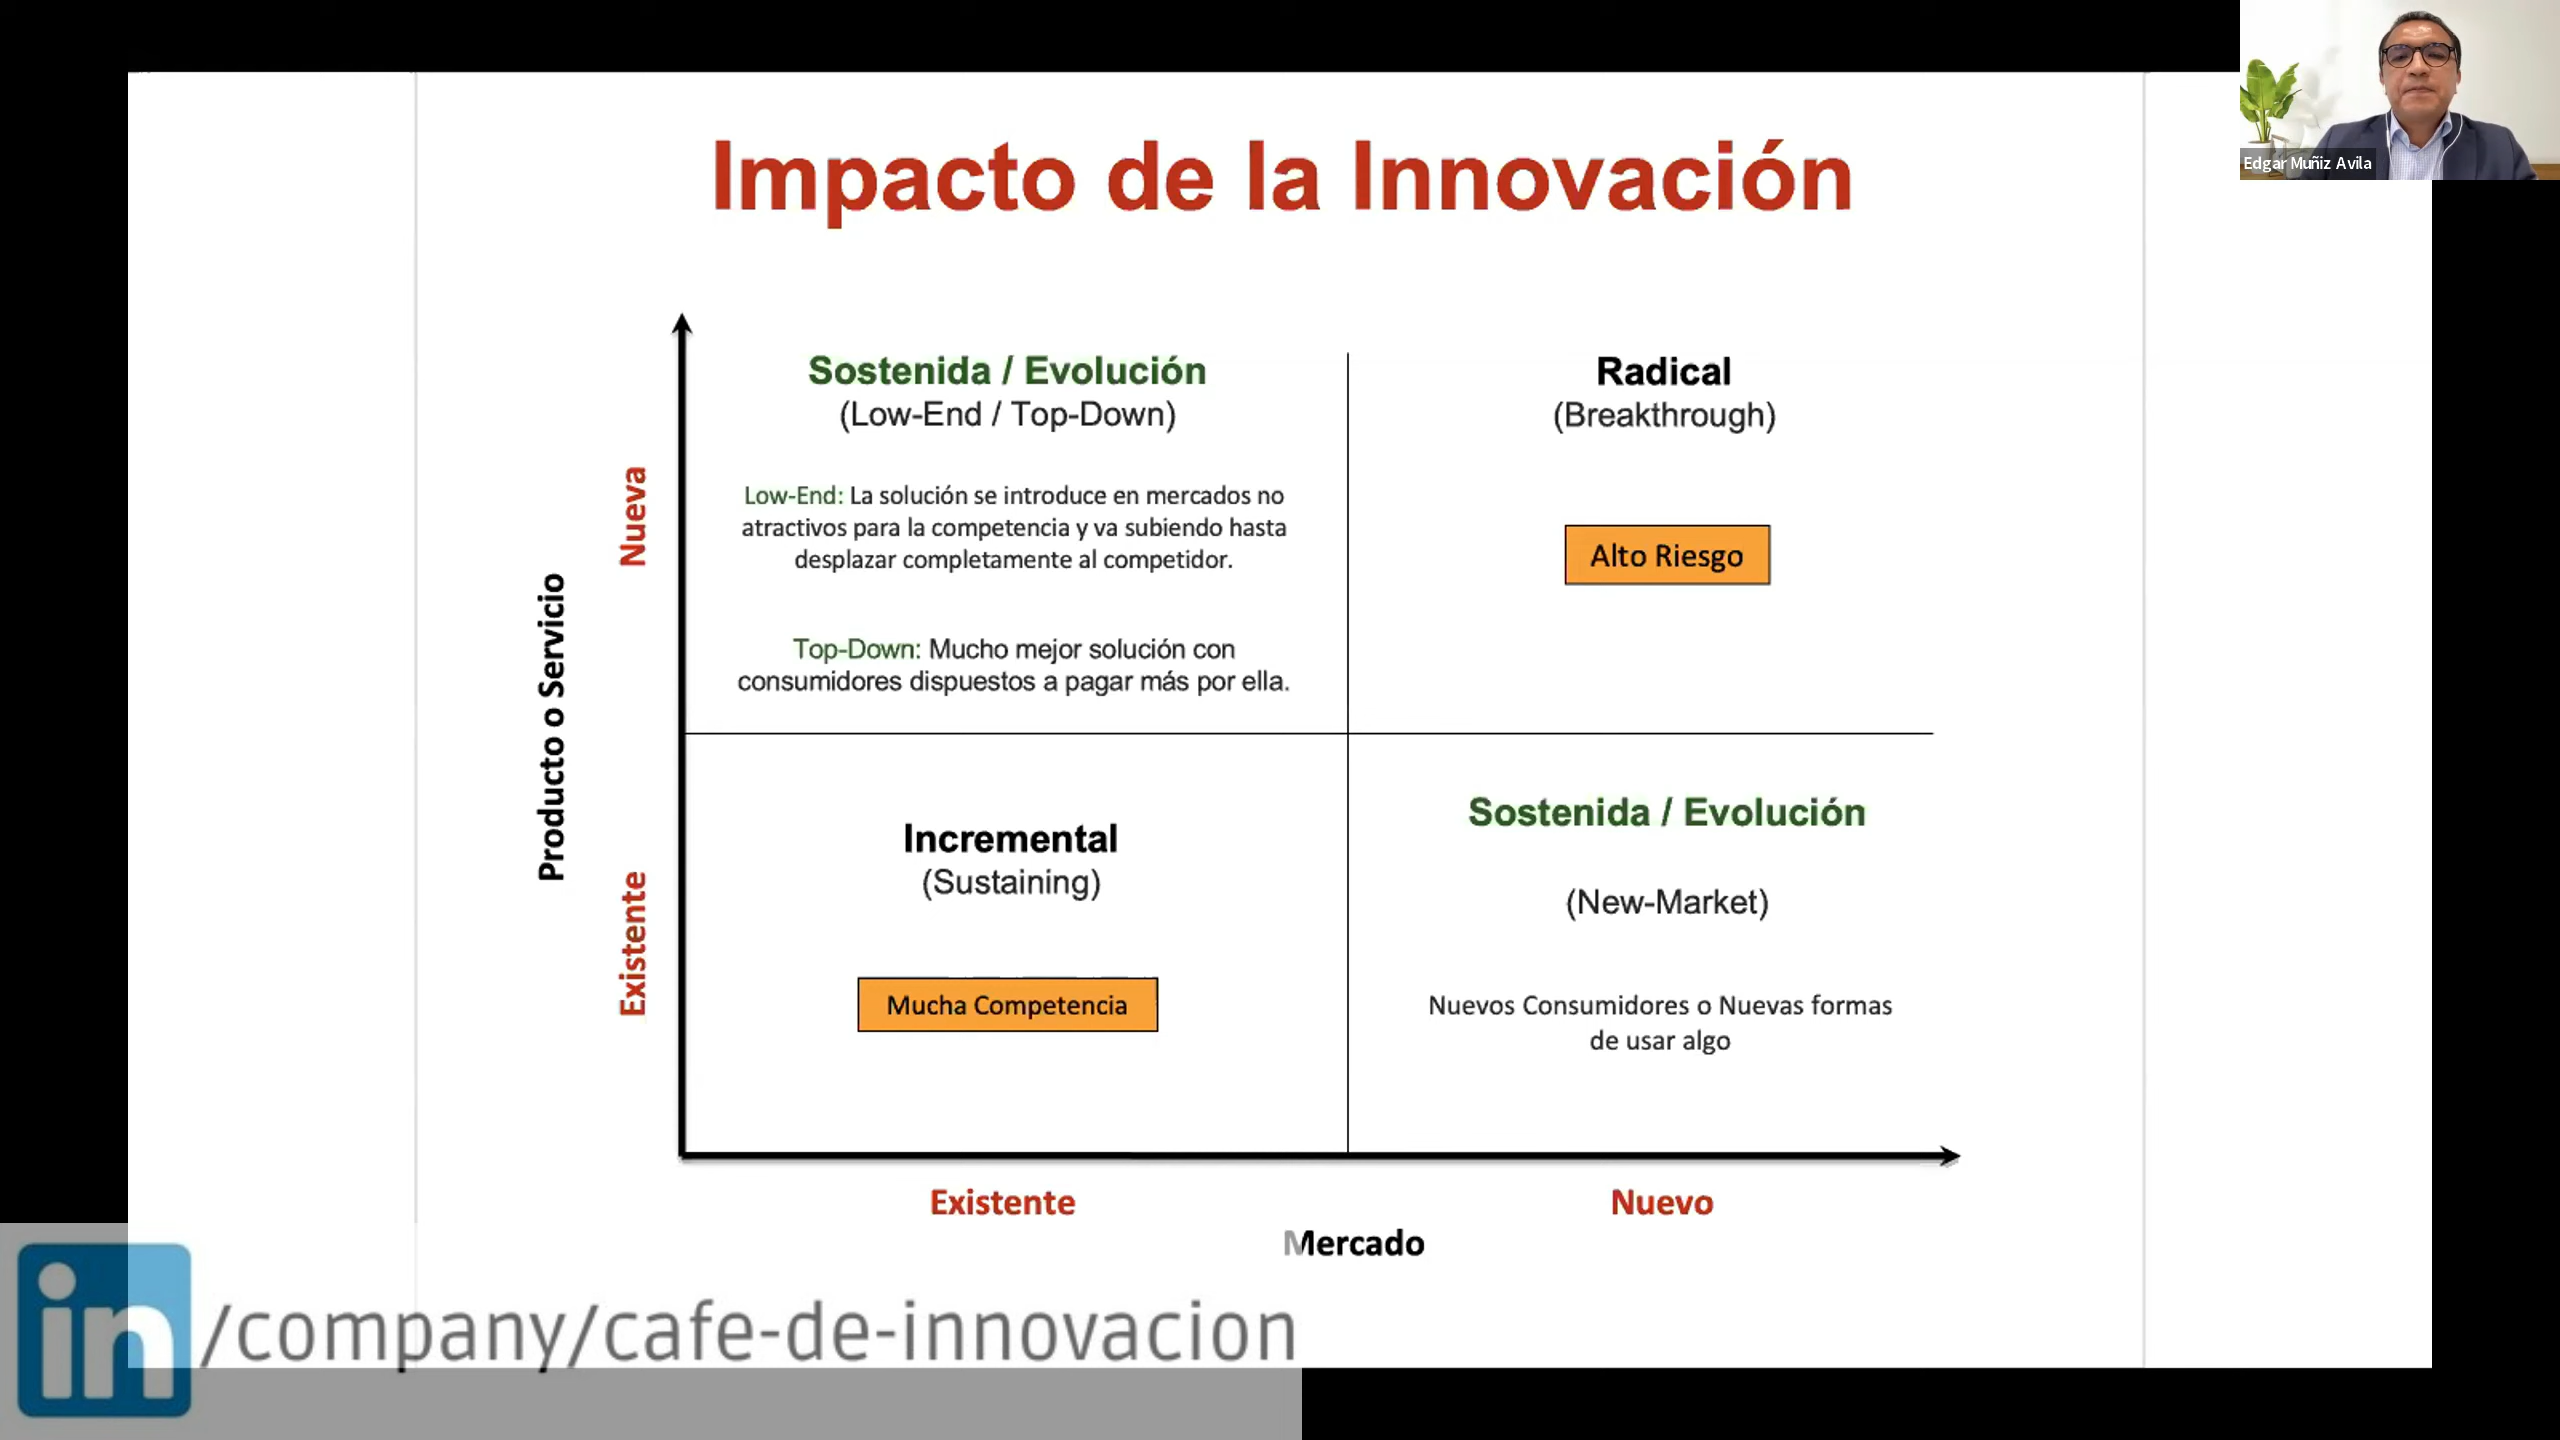 Impacto de la Innovación
Edgar Muñiz Avila
Sostenida / Evolución
(Low-End / Top-Down)
Low-End: La solución se introduce en mercados no
atractivos para la competencia y va subiendo hasta
desplazar completamente al competidor.
Top-Down: Mucho mejor solución con
consumidores dispuestos a pagar más por ella.
Radical
(Breakthrough)
Alto Riesgo
Nueva
Producto o Servicio
Existente
Incremental
(Sustaining)
Mucha Competencia
Sostenida / Evolución
(New-Market)
Nuevos Consumidores o Nuevas formas
de usar algo
Existente
Nuevo
Mercado
in /company/cafe-de-innovacion